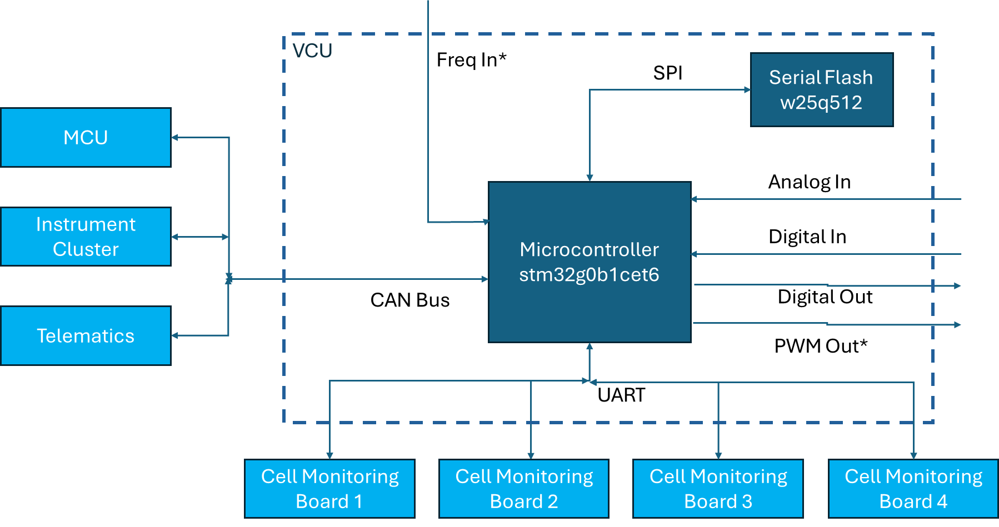 VCU
Freq In*
SPI
Serial Flash
w25q512
MCU
Analog In
Instrument
Cluster
Digital In
Microcontroller
stm32g0b1cet6
CAN Bus
Digital Out
Telematics
PWM Out*
UART
Cell Monitoring
Board 1
Cell Monitoring
Board 2
Cell Monitoring
Board 3
Cell Monitoring
Board 4